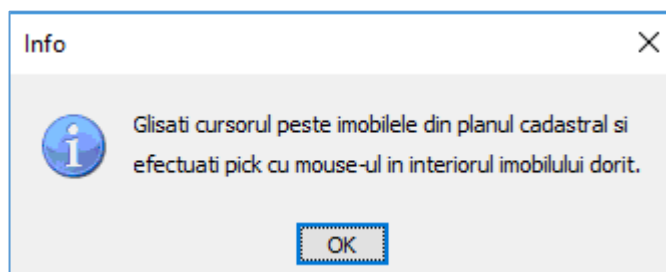 Info
Glisati cursorul peste imobilele din planul cadastral si
efectuati pick cu mouse-ul in interiorul imobilului dorit.
OK